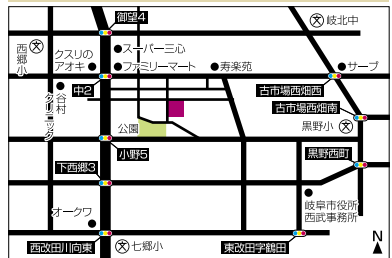 御望4
文 岐北中
西郷小 文
スーパー三心
クスリの
アオキ
ファミリーマート
寿楽苑
サーブ
中2
古市場西畑西
谷村クリニック
古市場西畑南
公園
黒野小 文
小野5
黒野西町
下西郷3
オークワ
岐阜市役所
西武事務所
西改田川向東
文 七郷小
東改田字鶴田
N